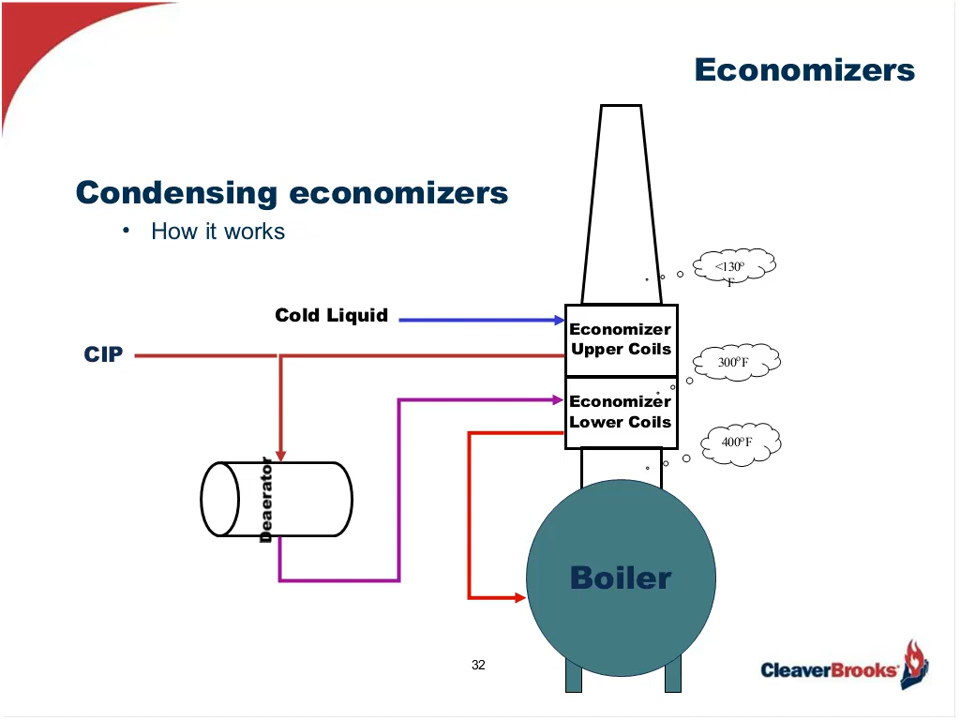 Economizers
Condensing economizers
• How it works
<130°
F
Cold Liquid
Economizer
Upper Coils
CIP
300°F
Economizer
Lower Coils
400°F
Deaerator
Boiler
32
CleaverBrooks